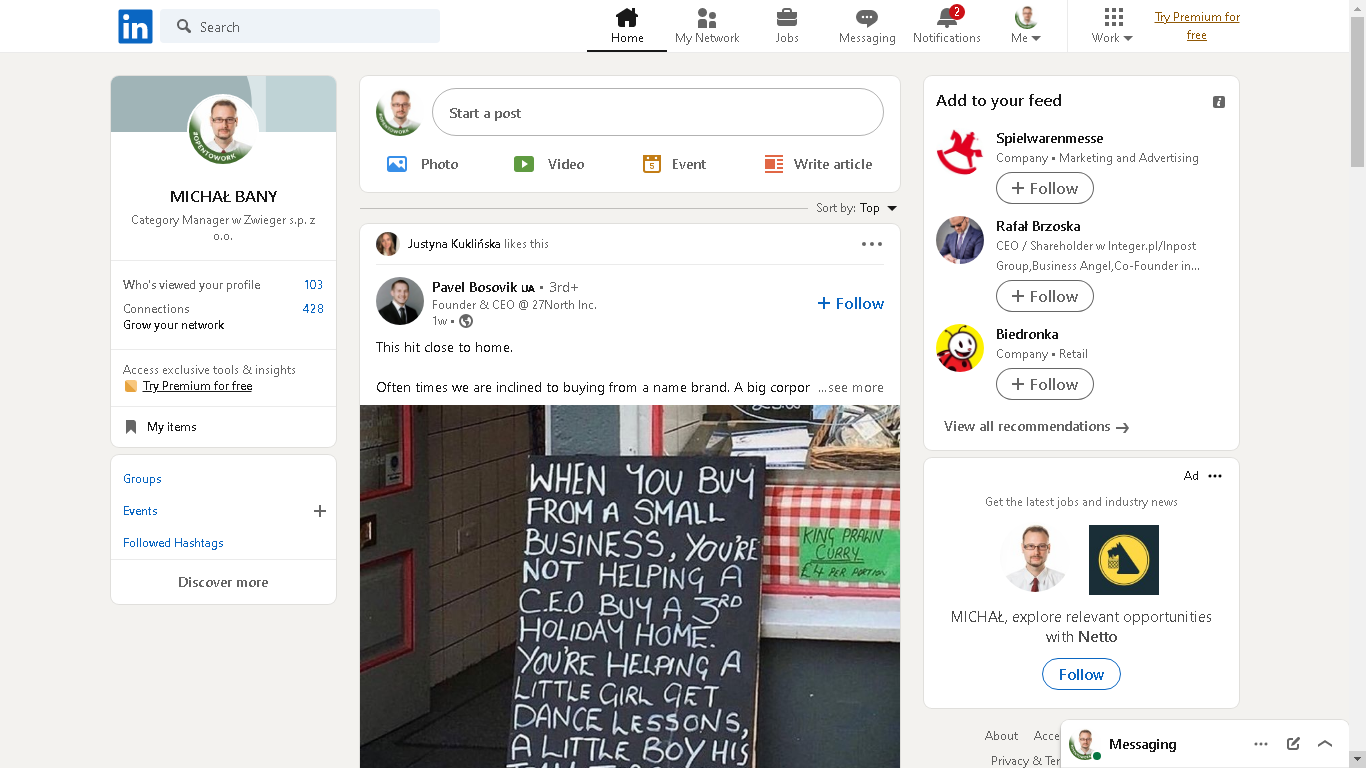 in
Search
Home
My Network
Jobs
Messaging
2
Notifications
Me
Work
Try Premium for
free
#OPENTOWORK
MICHAŁ BANY
Category Manager w Zwieger s.p. z
o.o.
Who's viewed your profile 103
Connections 428
Grow your network
Access exclusive tools & insights
Try Premium for free
My items
Groups
Events
Followed Hashtags
Discover more
Start a post
Photo
Video
5
Event
Write article
Sort by: Top
Justyna Kuklińska likes this
Pavel Bosovik UA • 3rd+
Founder & CEO @ 27North Inc.
1w •
+ Follow
This hit close to home.
Often times we are inclined to buying from a name brand. A big corpor ...see more
WHEN YOU BUY
FROM A SMALL
BUSINESS, YOU'RE
NOT HELPING A
C.E.O BUY A 3RD
HOLIDAY HOME.
YOU'RE HELPING A
LITTLE GIRL GET
DANCE LESSONS,
A LITTLE BOY HIS
KING PRAWN
CURRY
£4 PER PORTION
Add to your feed
Spielwarenmesse
Company • Marketing and Advertising
+ Follow
Rafał Brzoska
CEO / Shareholder w Integer.pl/Inpost
Group,Business Angel,Co-Founder in...
+ Follow
Biedronka
Company • Retail
+ Follow
View all recommendations →
Ad
Get the latest jobs and industry news
MICHAŁ, explore relevant opportunities
with Netto
Follow
About
Acce
Privacy & Ter
Messaging